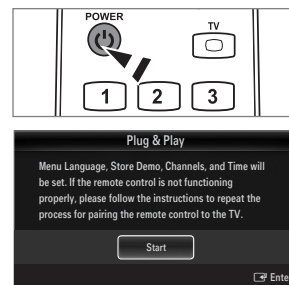 POWER
TV
1 2 3
Plug & Play
Menu Language, Store Demo, Channels, and Time will
be set. If the remote control is not functioning
properly, please follow the instructions to repeat the
process for pairing the remote control to the TV.
Start
Ente